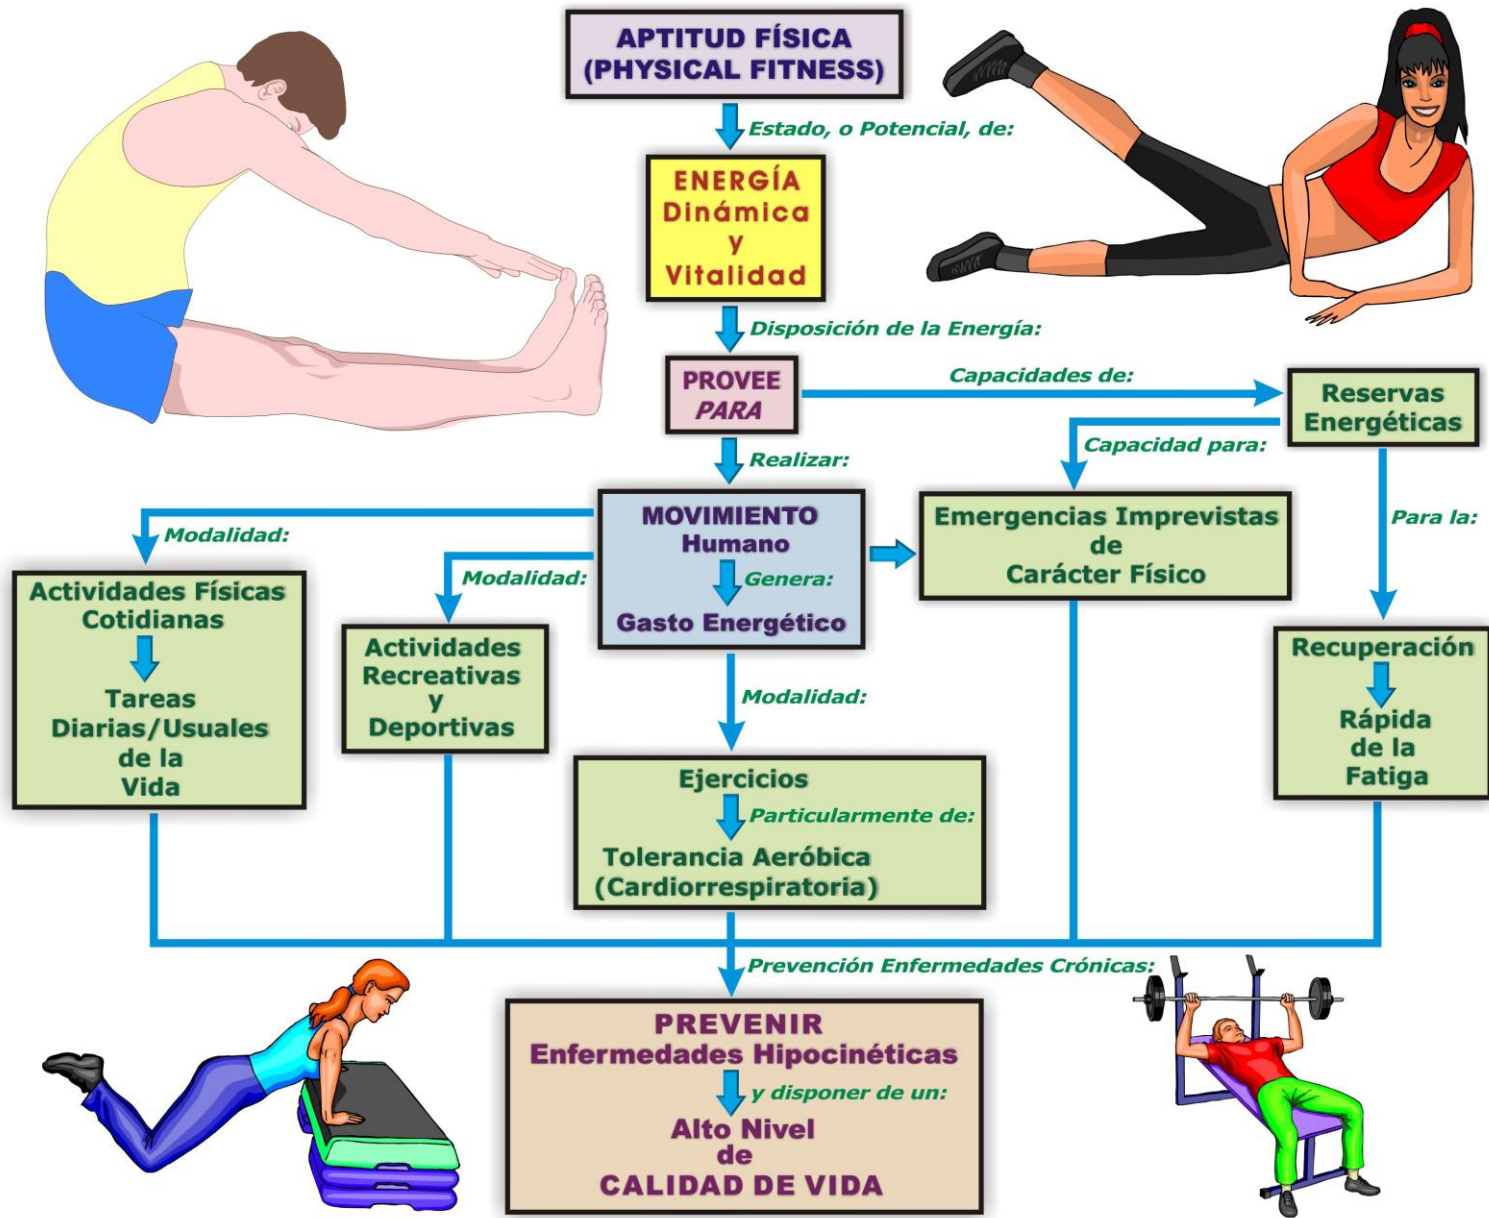 APTITUD FÍSICA
(PHYSICAL FITNESS)
Estado, o Potencial, de:
ENERGÍA
Dinámica
y
Vitalidad
Disposición de la Energía:
PROVEE
PARA
Capacidades de:
Reservas
Energéticas
Realizar:
Capacidad para:
Para la:
MOVIMIENTO
Humano
Genera:
Gasto Energético
Emergencias Imprevistas
de
Carácter Físico
Modalidad:
Actividades Físicas
Cotidianas
Tareas
Diarias/Usuales
de la
Vida
Modalidad:
Actividades
Recreativas
y
Deportivas
Modalidad:
Ejercicios
Particularmente de:
Tolerancia Aeróbica
(Cardiorrespiratoria)
Recuperación
Rápida
de la
Fatiga
Prevención Enfermedades Crónicas:
PREVENIR
Enfermedades Hipocinéticas
y disponer de un:
Alto Nivel
de
CALIDAD DE VIDA